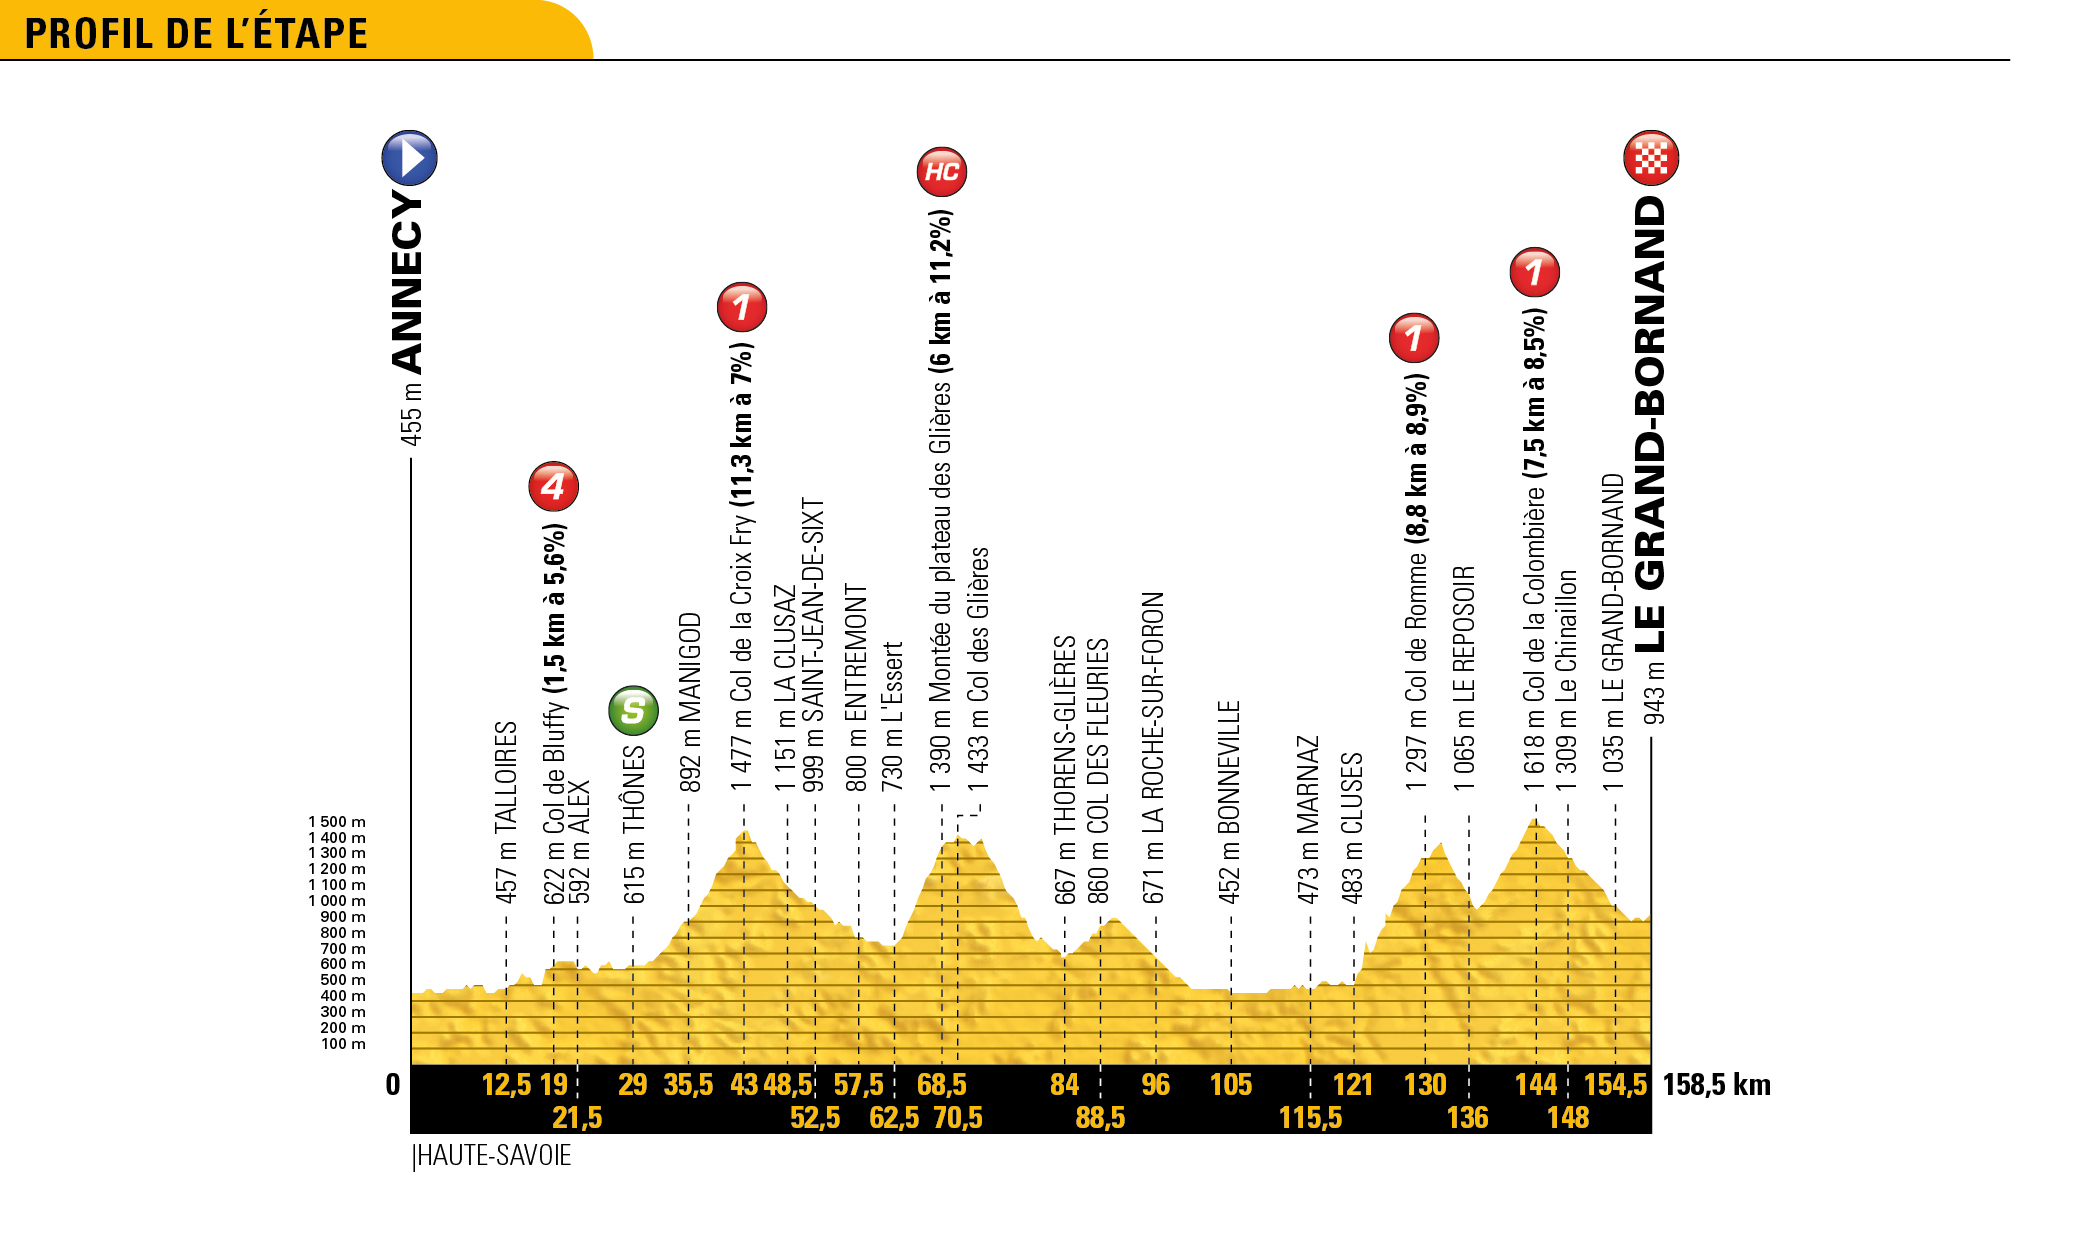 PROFIL DE L'ÉTAPE
455 m ANNECY
457 m TALLOIRES
4
622 m Col de Bluffy (1,5 km à 5,6%)
592 m ALEX
S
615 m THÔNES
892 m MANIGOD
1
1 477 m Col de la Croix Fry (11,3 km à 7%)
1 151 m LA CLUSAZ
999 m SAINT-JEAN-DE-SIXT
800 m ENTREMONT
730 m L'Essert
HC
1 390 m Montée du plateau des Glières (6 km à 11,2%)
1 433 m Col des Glières
667 m THORENS-GLIÈRES
860 m COL DES FLEURIES
671 m LA ROCHE-SUR-FORON
452 m BONNEVILLE
473 m MARNAZ
483 m CLUSES
1
1 297 m Col de Romme (8,8 km à 8,9%)
1 065 m LE REPOSOIR
1
1 618 m Col de la Colombière (7,5 km à 8,5%)
1 309 m Le Chinaillon
1 035 m LE GRAND-BORNAND
943 m LE GRAND-BORNAND
1 500 m
1 400 m
1 300 m
1 200 m
1 100 m
1 000 m
900 m
800 m
700 m
600 m
500 m
400 m
300 m
200 m
100 m
0 12,5 19 29 35,5 43 48,5 57,5 68,5 84 96 105 121 130 144 154,5 158,5 km
21,5 52,5 62,5 70,5 88,5 115,5 136 148
|HAUTE-SAVOIE